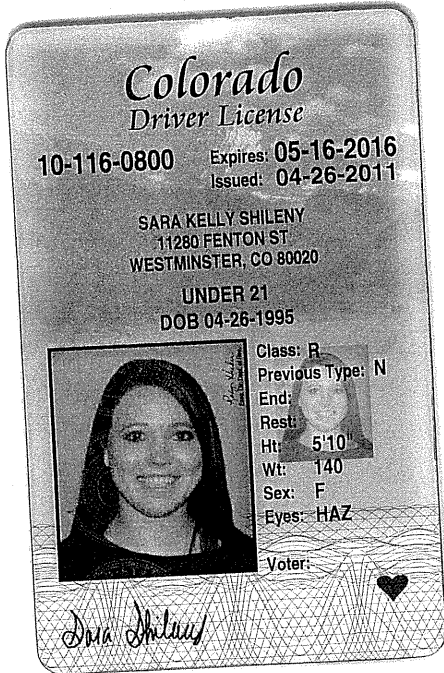 Colorado
Driver License
10-116-0800 Expires: 05-16-2016
Issued: 04-26-2011
SARA KELLY SHILENY
11280 FENTON ST
WESTMINSTER, CO 80020
UNDER 21
DOB 04-26-1995
Class: R
Previous Type: N
End:
Rest:
Ht: 5'10"
Wt: 140
Sex: F
Eyes: HAZ
Voter: